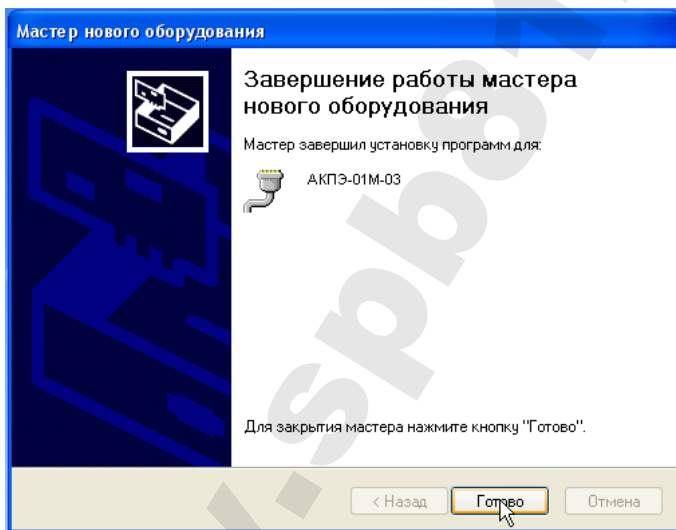 Мастер нового оборудования
Завершение работы мастера
нового оборудования
Мастер завершил установку программ для:
АКПЭ-01М-03
Для закрытия мастера нажмите кнопку "Готово".
< Назад
Готово
Отмена
.spb81